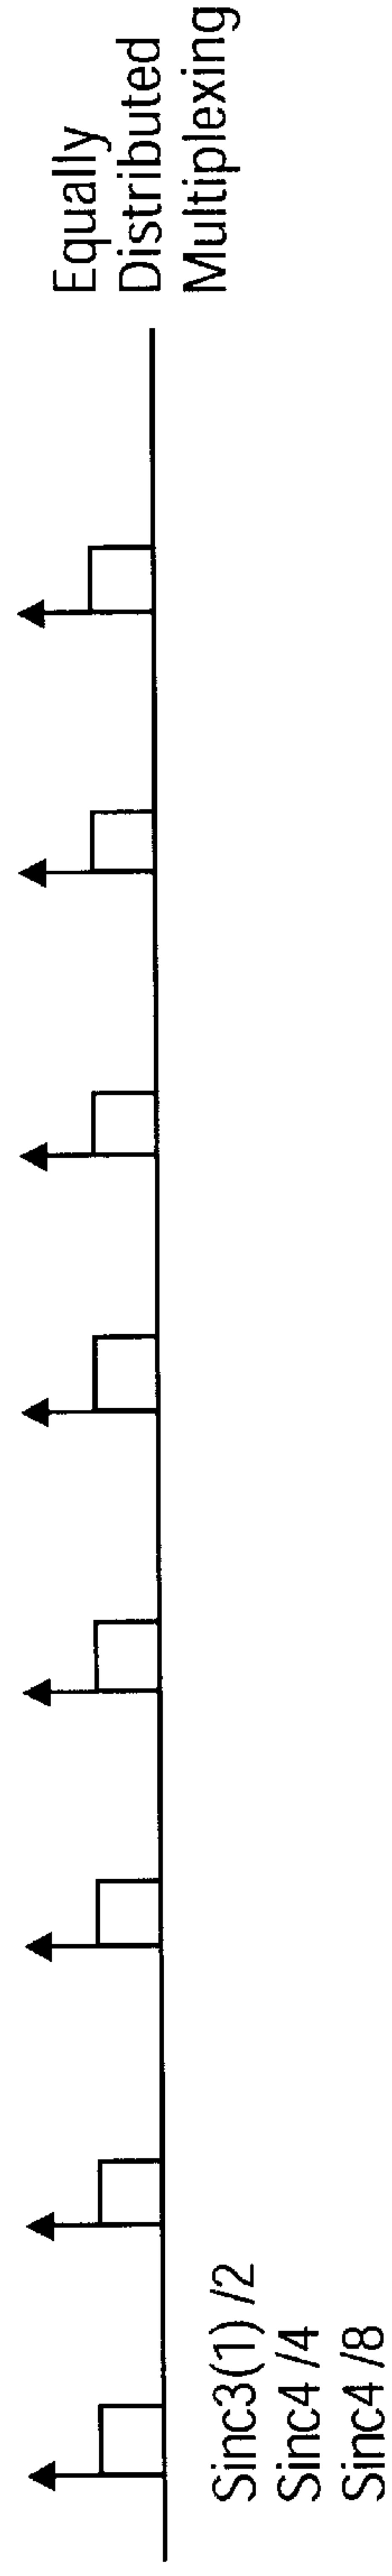 Equally
Distributed
Multiplexing
Sinc3(1) /2
Sinc4 /4
Sinc4 /8